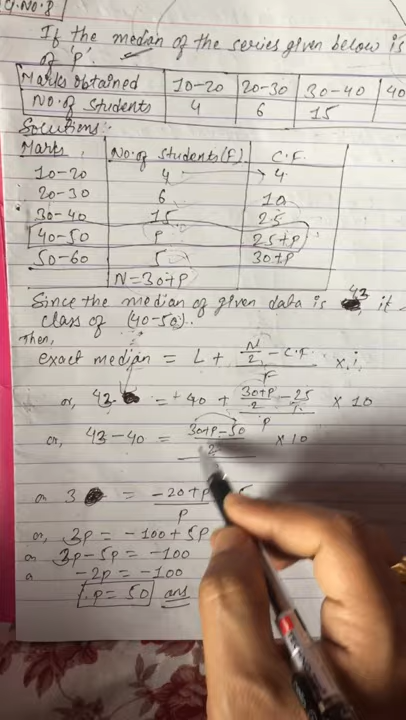 Q.No.8
If the median of the series given below is
of 'p'.
Marks obtained 10-20 20-30 30-40 40
No. of students 4 6 15
Solution:
Marks No. of students (F) C.F.
10-20 4 4
20-30 6 10
30-40 15 25
40-50 P 25+P
50-60 5 30+P
N=30+P
Since the median of given data is 43 it
class of (40-50).
Then,
exact median = L + N/2 - C.F / F × i
or, 43 = 40 + 30+P/2 - 25 / P × 10
or, 43-40 = 30+P-50 / 2 × 10
or 3 = -20+P 5 / P
or, 3P = -100+5P
or 3P-5P = -100
or -2P = -100
P = 50 ans